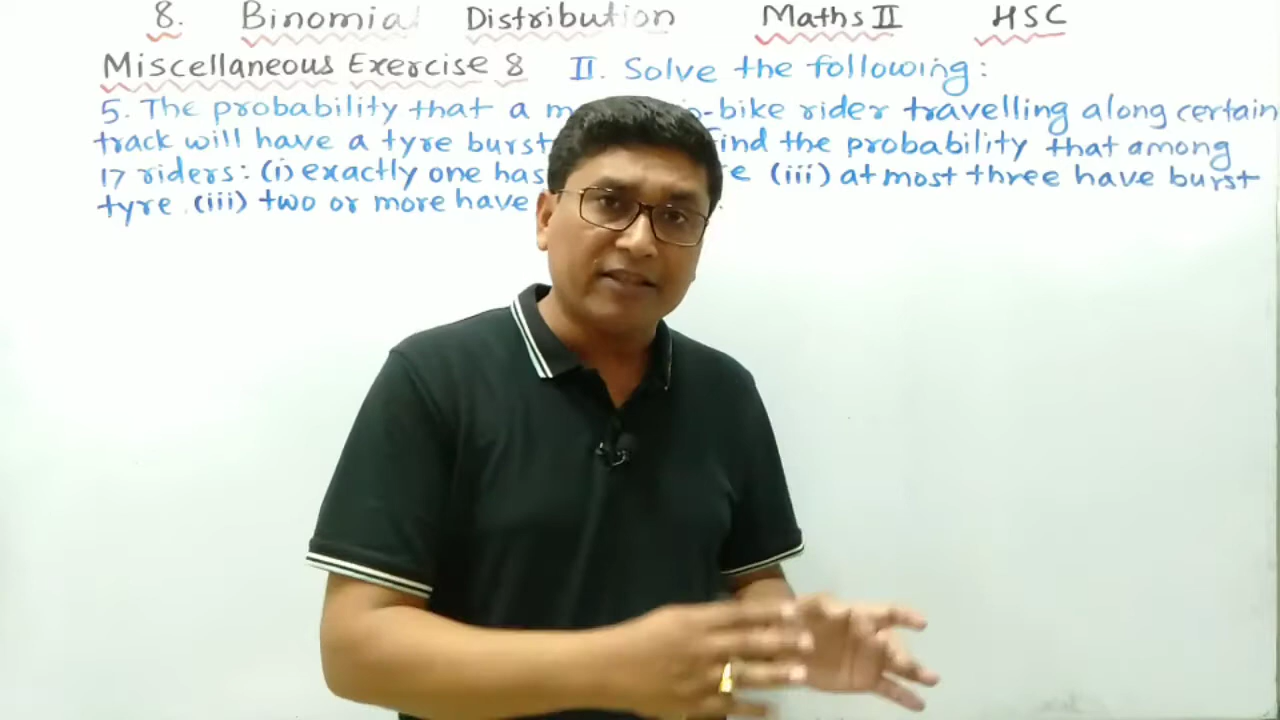 8. Binomial Distribution Maths II HSC
Miscellaneous Exercise 8 II. Solve the following:
5. The probability that a -bike rider travelling along certain
track will have a tyre burst find the probability that among
17 riders: (i) exactly one has (iii) at most three have burst
tyre. (iii) two or more have